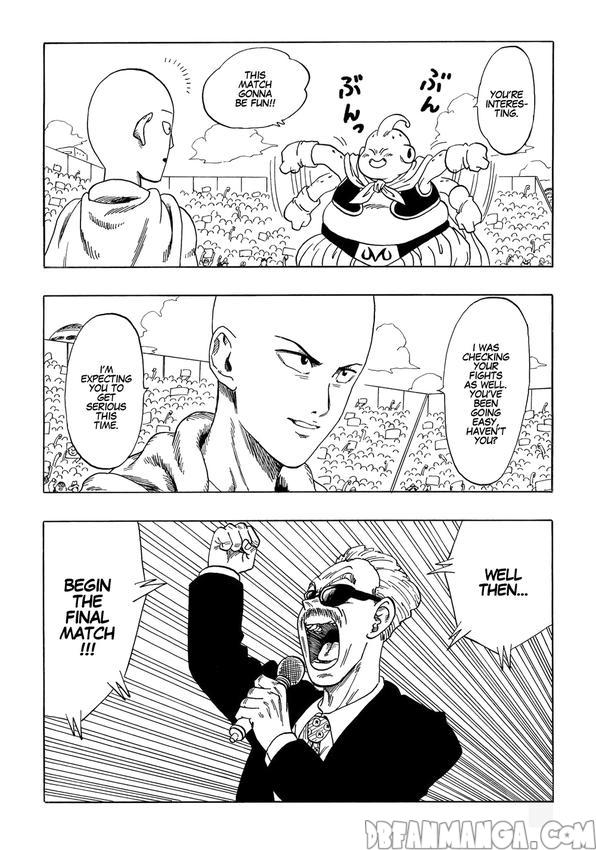 YOU'RE
INTERES-
TING.
ぶんっ
ぶん
THIS
MATCH
GONNA
BE FUN!!
I WAS
CHECKING
YOUR
FIGHTS
AS WELL.
YOU'VE
BEEN
GOING
EASY,
HAVEN'T
YOU?
I'M
EXPECTING
YOU TO
GET
SERIOUS
THIS
TIME.
WELL
THEN...
BEGIN
THE
FINAL
MATCH
!!!
DBFANMANGA.COM